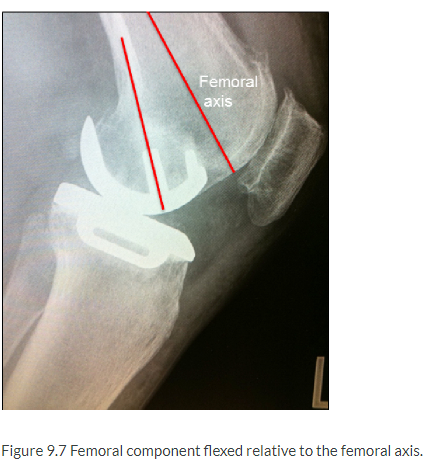 Femoral
axis
L
Figure 9.7 Femoral component flexed relative to the femoral axis.